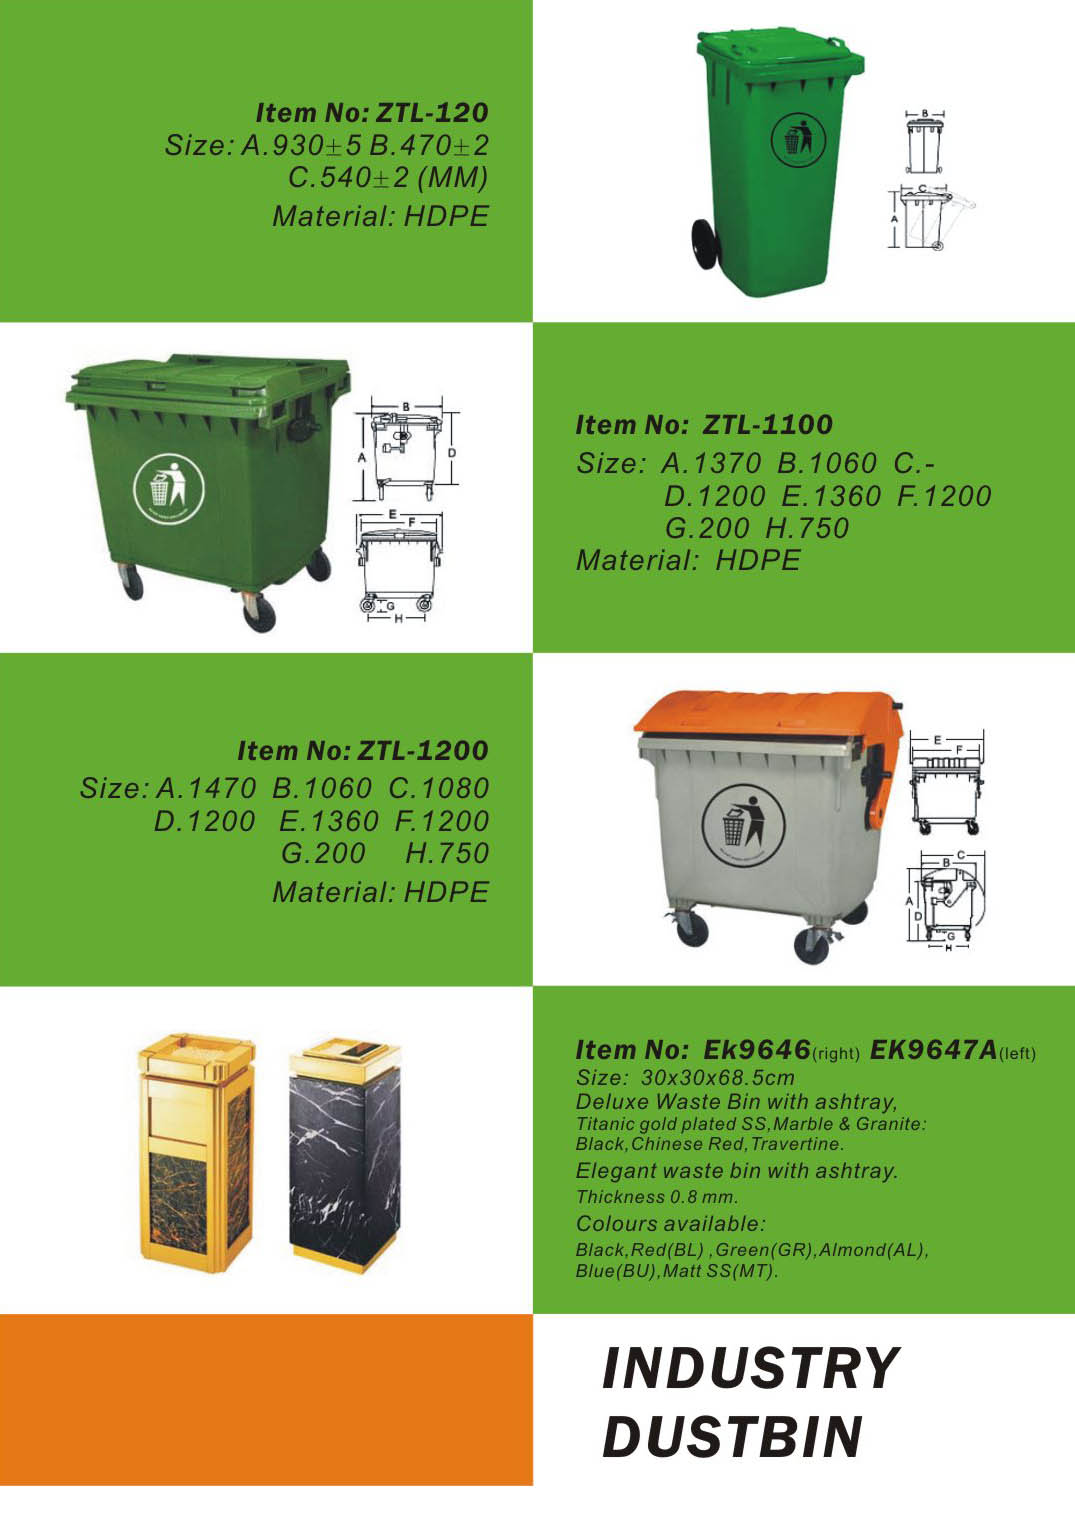 Item No: ZTL-120
Size: A.930±5 B.470±2
C.540±2 (MM)
Material: HDPE
B
C
A
B
A
D
E
F
G
H
Item No: ZTL-1100
Size: A.1370 B.1060 C.-
D.1200 E.1360 F.1200
G.200 H.750
Material: HDPE
Item No: ZTL-1200
Size: A.1470 B.1060 C.1080
D.1200 E.1360 F.1200
G.200 H.750
Material: HDPE
E
F
C
B
A
D
G
H
Item No: Ek9646(right) EK9647A(left)
Size: 30x30x68.5cm
Deluxe Waste Bin with ashtray,
Titanic gold plated SS,Marble & Granite:
Black,Chinese Red,Travertine.
Elegant waste bin with ashtray.
Thickness 0.8 mm.
Colours available:
Black,Red(BL) ,Green(GR),Almond(AL),
Blue(BU),Matt SS(MT).
INDUSTRY
DUSTBIN